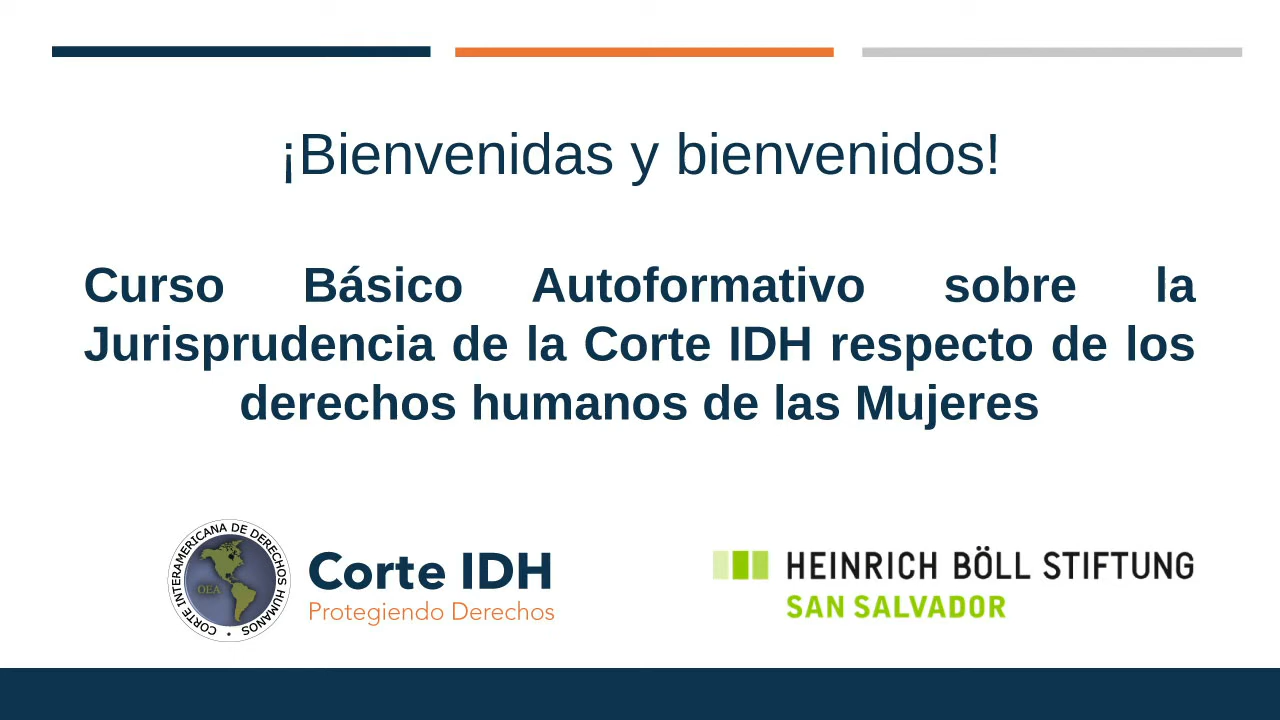 ¡Bienvenidas y bienvenidos!
Curso Básico Autoformativo sobre la
Jurisprudencia de la Corte IDH respecto de los
derechos humanos de las Mujeres
CORTE INTERAMERICANA DE DERECHOS HUMANOS •
OEA
Corte IDH
Protegiendo Derechos
HEINRICH BÖLL STIFTUNG
SAN SALVADOR